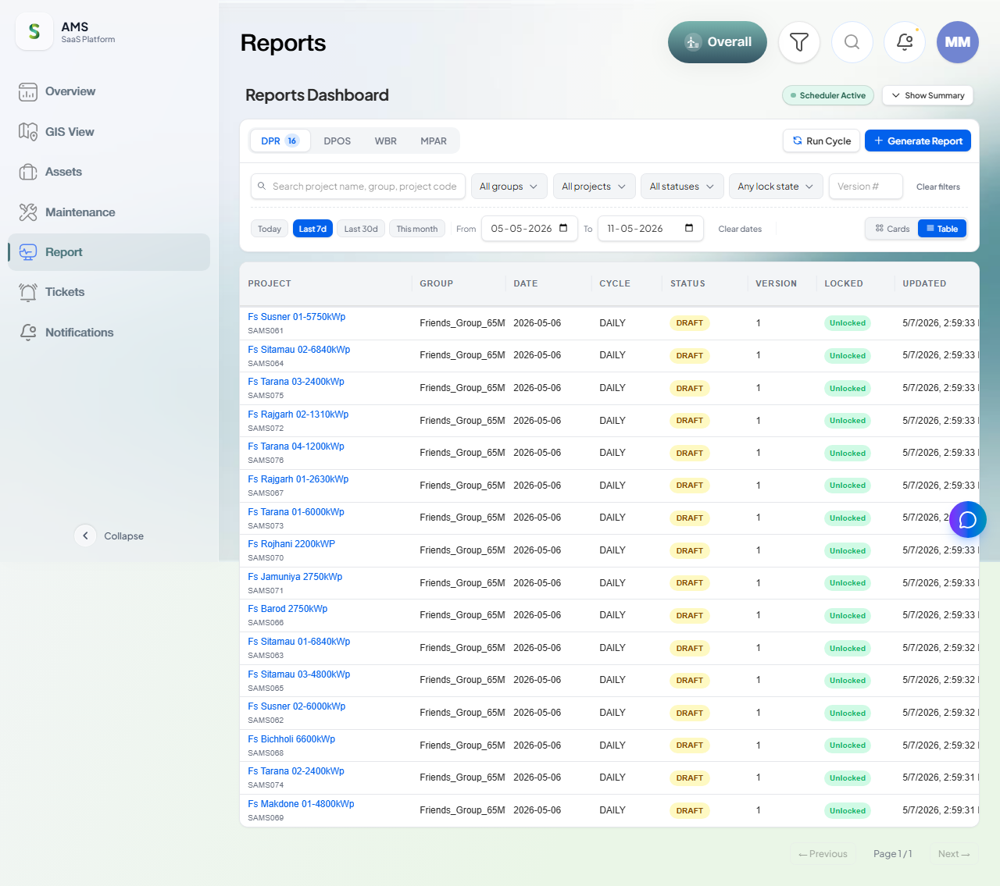 AMS
SaaS Platform
Overview
GIS View
Assets
Maintenance
Report
Tickets
Notifications
Collapse
Reports
Overall
MM
Reports Dashboard
Scheduler Active
Show Summary
DPR 16 DPOS WBR MPAR
Run Cycle
Generate Report
Search project name, group, project code
All groups
All projects
All statuses
Any lock state
Version #
Clear filters
Today Last 7d Last 30d This month
From 05-05-2026 To 11-05-2026
Clear dates
Cards Table
PROJECT GROUP DATE CYCLE STATUS VERSION LOCKED UPDATED
Fs Susner 01-5750kWp
SAMS061
Friends_Group_65M 2026-05-06 DAILY DRAFT 1 Unlocked 5/7/2026, 2:59:33
Fs Sitamau 02-6840kWp
SAMS064
Friends_Group_65M 2026-05-06 DAILY DRAFT 1 Unlocked 5/7/2026, 2:59:33
Fs Tarana 03-2400kWp
SAMS075
Friends_Group_65M 2026-05-06 DAILY DRAFT 1 Unlocked 5/7/2026, 2:59:33
Fs Rajgarh 02-1310kWp
SAMS072
Friends_Group_65M 2026-05-06 DAILY DRAFT 1 Unlocked 5/7/2026, 2:59:33
Fs Tarana 04-1200kWp
SAMS076
Friends_Group_65M 2026-05-06 DAILY DRAFT 1 Unlocked 5/7/2026, 2:59:33
Fs Rajgarh 01-2630kWp
SAMS067
Friends_Group_65M 2026-05-06 DAILY DRAFT 1 Unlocked 5/7/2026, 2:59:33
Fs Tarana 01-6000kWp
SAMS073
Friends_Group_65M 2026-05-06 DAILY DRAFT 1 Unlocked 5/7/2026, 2
Fs Rojhani 2200kWP
SAMS070
Friends_Group_65M 2026-05-06 DAILY DRAFT 1 Unlocked 5/7/2026, 2:59:33
Fs Jamuniya 2750kWp
SAMS071
Friends_Group_65M 2026-05-06 DAILY DRAFT 1 Unlocked 5/7/2026, 2:59:33
Fs Barod 2750kWp
SAMS066
Friends_Group_65M 2026-05-06 DAILY DRAFT 1 Unlocked 5/7/2026, 2:59:33
Fs Sitamau 01-6840kWp
SAMS063
Friends_Group_65M 2026-05-06 DAILY DRAFT 1 Unlocked 5/7/2026, 2:59:32
Fs Sitamau 03-4800kWp
SAMS065
Friends_Group_65M 2026-05-06 DAILY DRAFT 1 Unlocked 5/7/2026, 2:59:32
Fs Susner 02-6000kWp
SAMS062
Friends_Group_65M 2026-05-06 DAILY DRAFT 1 Unlocked 5/7/2026, 2:59:32
Fs Bichholi 6600kWp
SAMS068
Friends_Group_65M 2026-05-06 DAILY DRAFT 1 Unlocked 5/7/2026, 2:59:32
Fs Tarana 02-2400kWp
SAMS074
Friends_Group_65M 2026-05-06 DAILY DRAFT 1 Unlocked 5/7/2026, 2:59:31
Fs Makdone 01-4800kWp
SAMS069
Friends_Group_65M 2026-05-06 DAILY DRAFT 1 Unlocked 5/7/2026, 2:59:31
← Previous Page 1 / 1 Next →